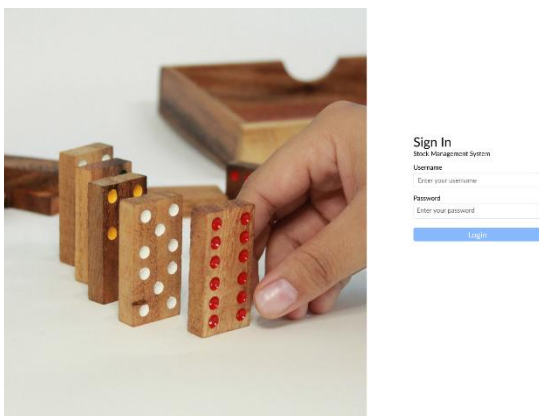 Sign In
Stock Management System
Username
Enter your username
Password
Enter your password
Login